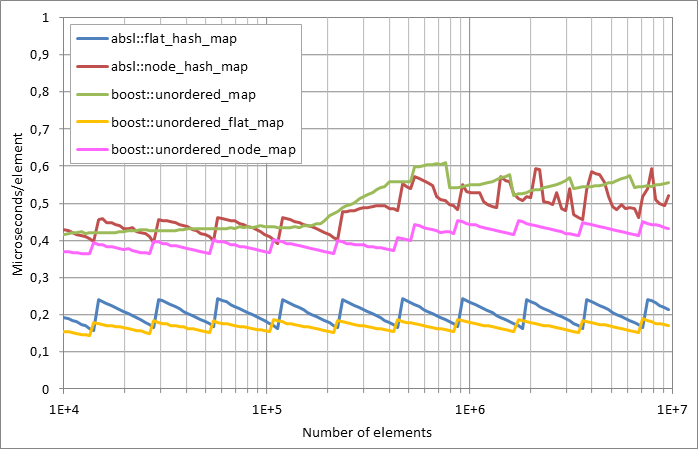 1
0,9
0,8
0,7
0,6
0,5
0,4
0,3
0,2
0,1
0
Microseconds/element
absl::flat_hash_map
absl::node_hash_map
boost::unordered_map
boost::unordered_flat_map
boost::unordered_node_map
1E+4
1E+5
1E+6
1E+7
Number of elements